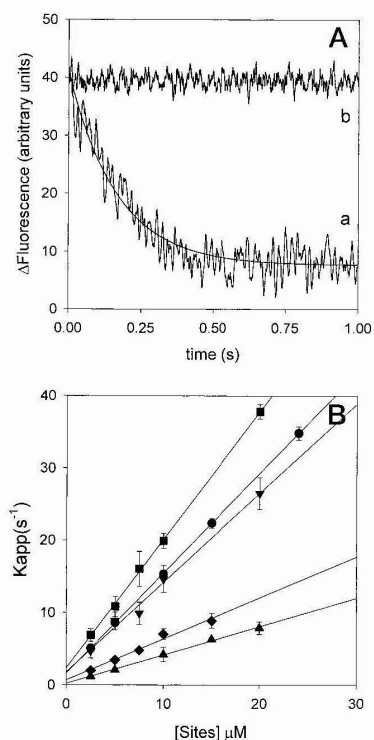 A
50
40
30
20
10
0
ΔFluorescence (arbitrary units)
b
a
0.00 0.25 0.50 0.75 1.00
time (s)
B
40
30
20
10
0
Kapp(s⁻¹)
0 10 20 30
[Sites] μM